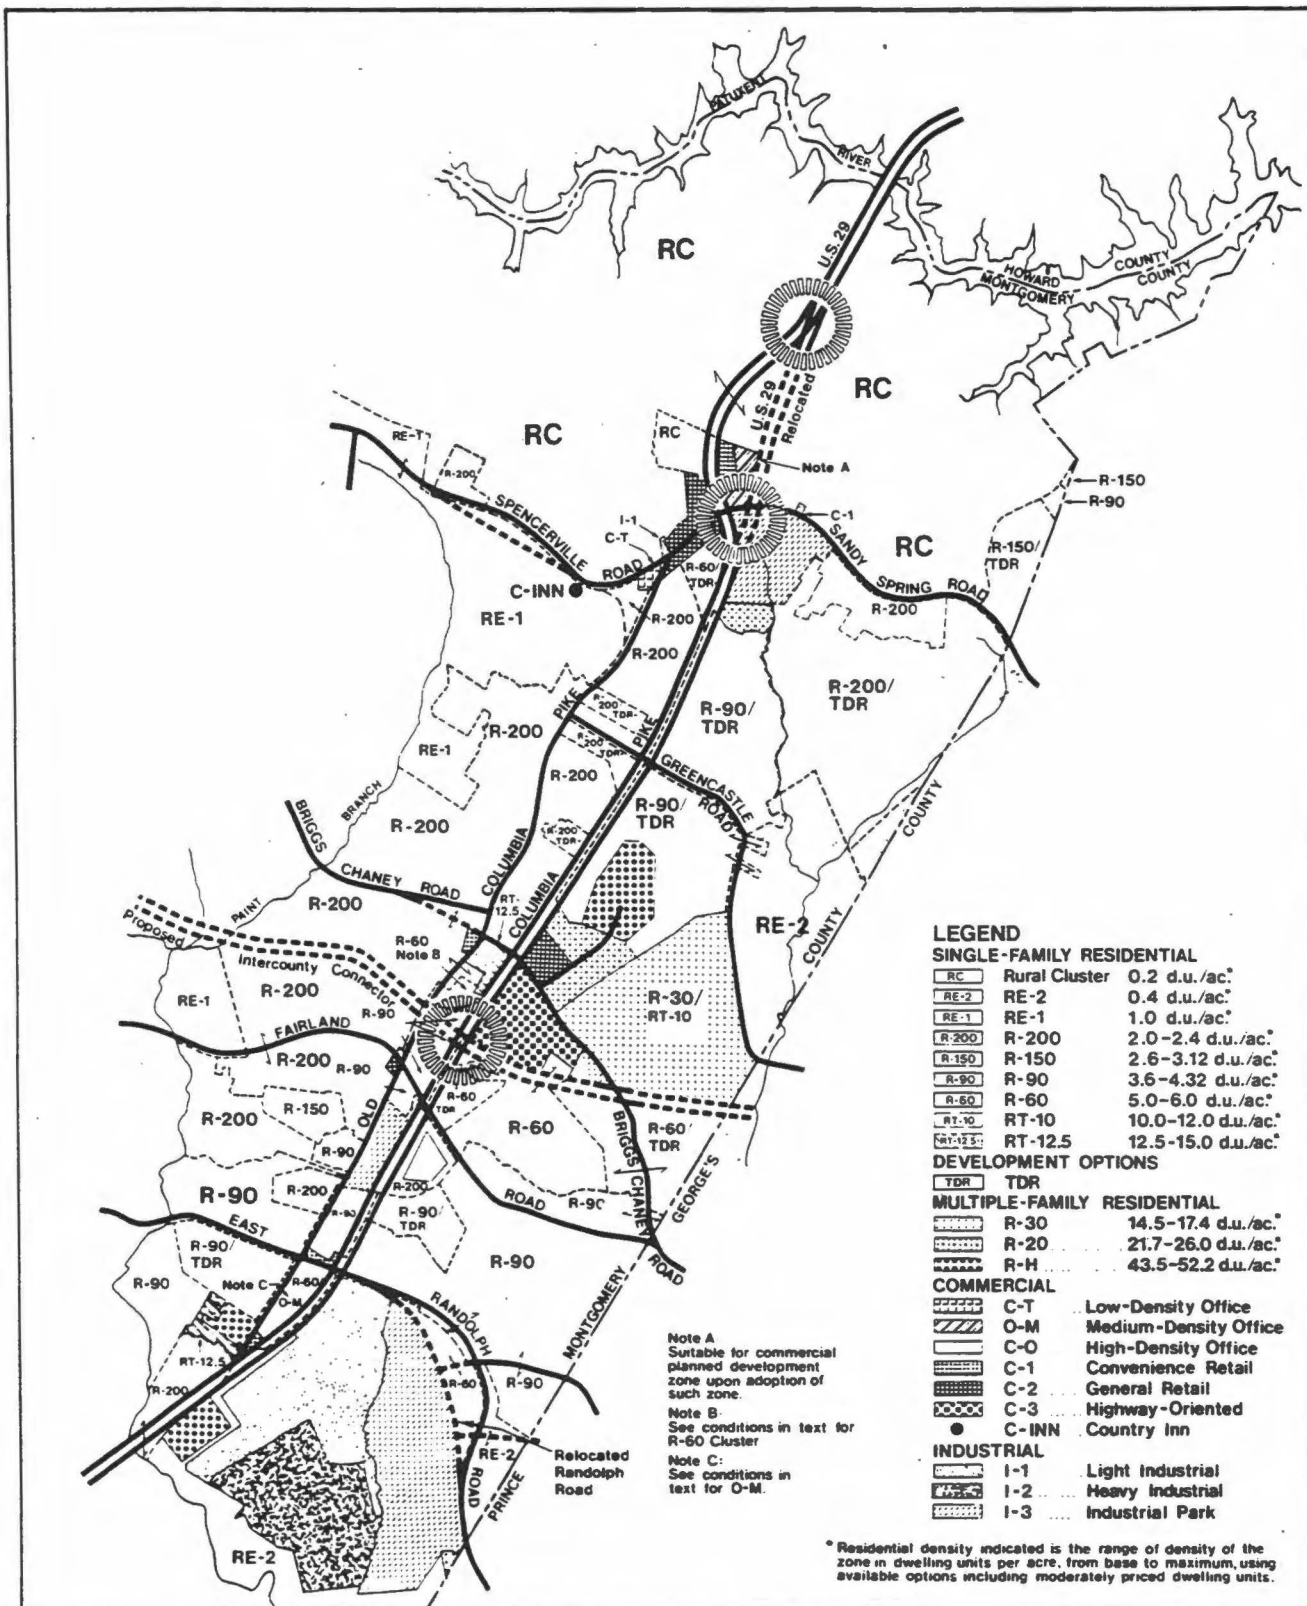 PATUXENT
RIVER
RC
U.S. 29
HOWARD COUNTY
MONTGOMERY COUNTY
RC
U.S. 29
Relocated
RC
RC
RE-T
R-200
Note A
R-150
R-90
SPENCERVILLE ROAD
I-1
C-T
C-1
SANDY SPRING ROAD
RC
R-150/
TDR
R-60/
TDR
C-INN
RE-1
R-200
R-200
R-200
R-90/
TDR
R-200/
TDR
PIKE
PIKE
R-200
200
TDR
RE-1
R-200
TDR
R-200
GREENCASTLE
ROAD
R-90/
TDR
BRANCH
R-200
R-200
TDR
COUNTY
BRIGGS
CHANEY ROAD
COLUMBIA
COLUMBIA
RT-
12.5
R-200
PAINT
Proposed
Intercounty Connector
R-60
Note B
RE-2
COUNTY
RE-1
R-200
R-90
R-30/
RT-10
FAIRLAND
R-200
R-90
R-60
TDR
R-150
R-200
OLD
R-60
R-60/
TDR
BRIGGS CHANEY ROAD
R-90
R-200
R-90
R-200
R-90/
TDR
ROAD
R-90
GEORGE'S
R-90
EAST
R-90/
TDR
R-90
R-90
Note C
R-60
O-M
RANDOLPH
MONTGOMERY
RT-12.5
R-200
R-60
R-90
RE-2
ROAD
PRINCE
Relocated
Randolph
Road
RE-2
Note A
Suitable for commercial
planned development
zone upon adoption of
such zone.
Note B
See conditions in text for
R-60 Cluster
Note C:
See conditions in
text for O-M.
LEGEND
SINGLE-FAMILY RESIDENTIAL
RC Rural Cluster 0.2 d.u./ac.*
RE-2 RE-2 0.4 d.u./ac.*
RE-1 RE-1 1.0 d.u./ac.*
R-200 R-200 2.0-2.4 d.u./ac.*
R-150 R-150 2.6-3.12 d.u./ac.*
R-90 R-90 3.6-4.32 d.u./ac.*
R-60 R-60 5.0-6.0 d.u./ac.*
RT-10 RT-10 10.0-12.0 d.u./ac.*
RT-12.5 RT-12.5 12.5-15.0 d.u./ac.*
DEVELOPMENT OPTIONS
TDR TDR
MULTIPLE-FAMILY RESIDENTIAL
R-30 14.5-17.4 d.u./ac.*
R-20 21.7-26.0 d.u./ac.*
R-H 43.5-52.2 d.u./ac.*
COMMERCIAL
C-T Low-Density Office
O-M Medium-Density Office
C-O High-Density Office
C-1 Convenience Retail
C-2 General Retail
C-3 Highway-Oriented
C-INN Country Inn
INDUSTRIAL
I-1 Light Industrial
I-2 Heavy Industrial
I-3 Industrial Park
* Residential density indicated is the range of density of the
zone in dwelling units per acre, from base to maximum, using
available options including moderately priced dwelling units.